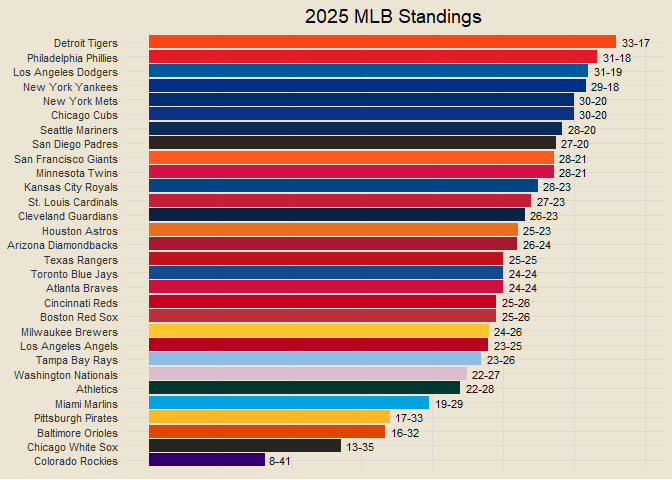 2025 MLB Standings
Detroit Tigers 33-17
Philadelphia Phillies 31-18
Los Angeles Dodgers 31-19
New York Yankees 29-18
New York Mets 30-20
Chicago Cubs 30-20
Seattle Mariners 28-20
San Diego Padres 27-20
San Francisco Giants 28-21
Minnesota Twins 28-21
Kansas City Royals 28-23
St. Louis Cardinals 27-23
Cleveland Guardians 26-23
Houston Astros 25-23
Arizona Diamondbacks 26-24
Texas Rangers 25-25
Toronto Blue Jays 24-24
Atlanta Braves 24-24
Cincinnati Reds 25-26
Boston Red Sox 25-26
Milwaukee Brewers 24-26
Los Angeles Angels 23-25
Tampa Bay Rays 23-26
Washington Nationals 22-27
Athletics 22-28
Miami Marlins 19-29
Pittsburgh Pirates 17-33
Baltimore Orioles 16-32
Chicago White Sox 13-35
Colorado Rockies 8-41